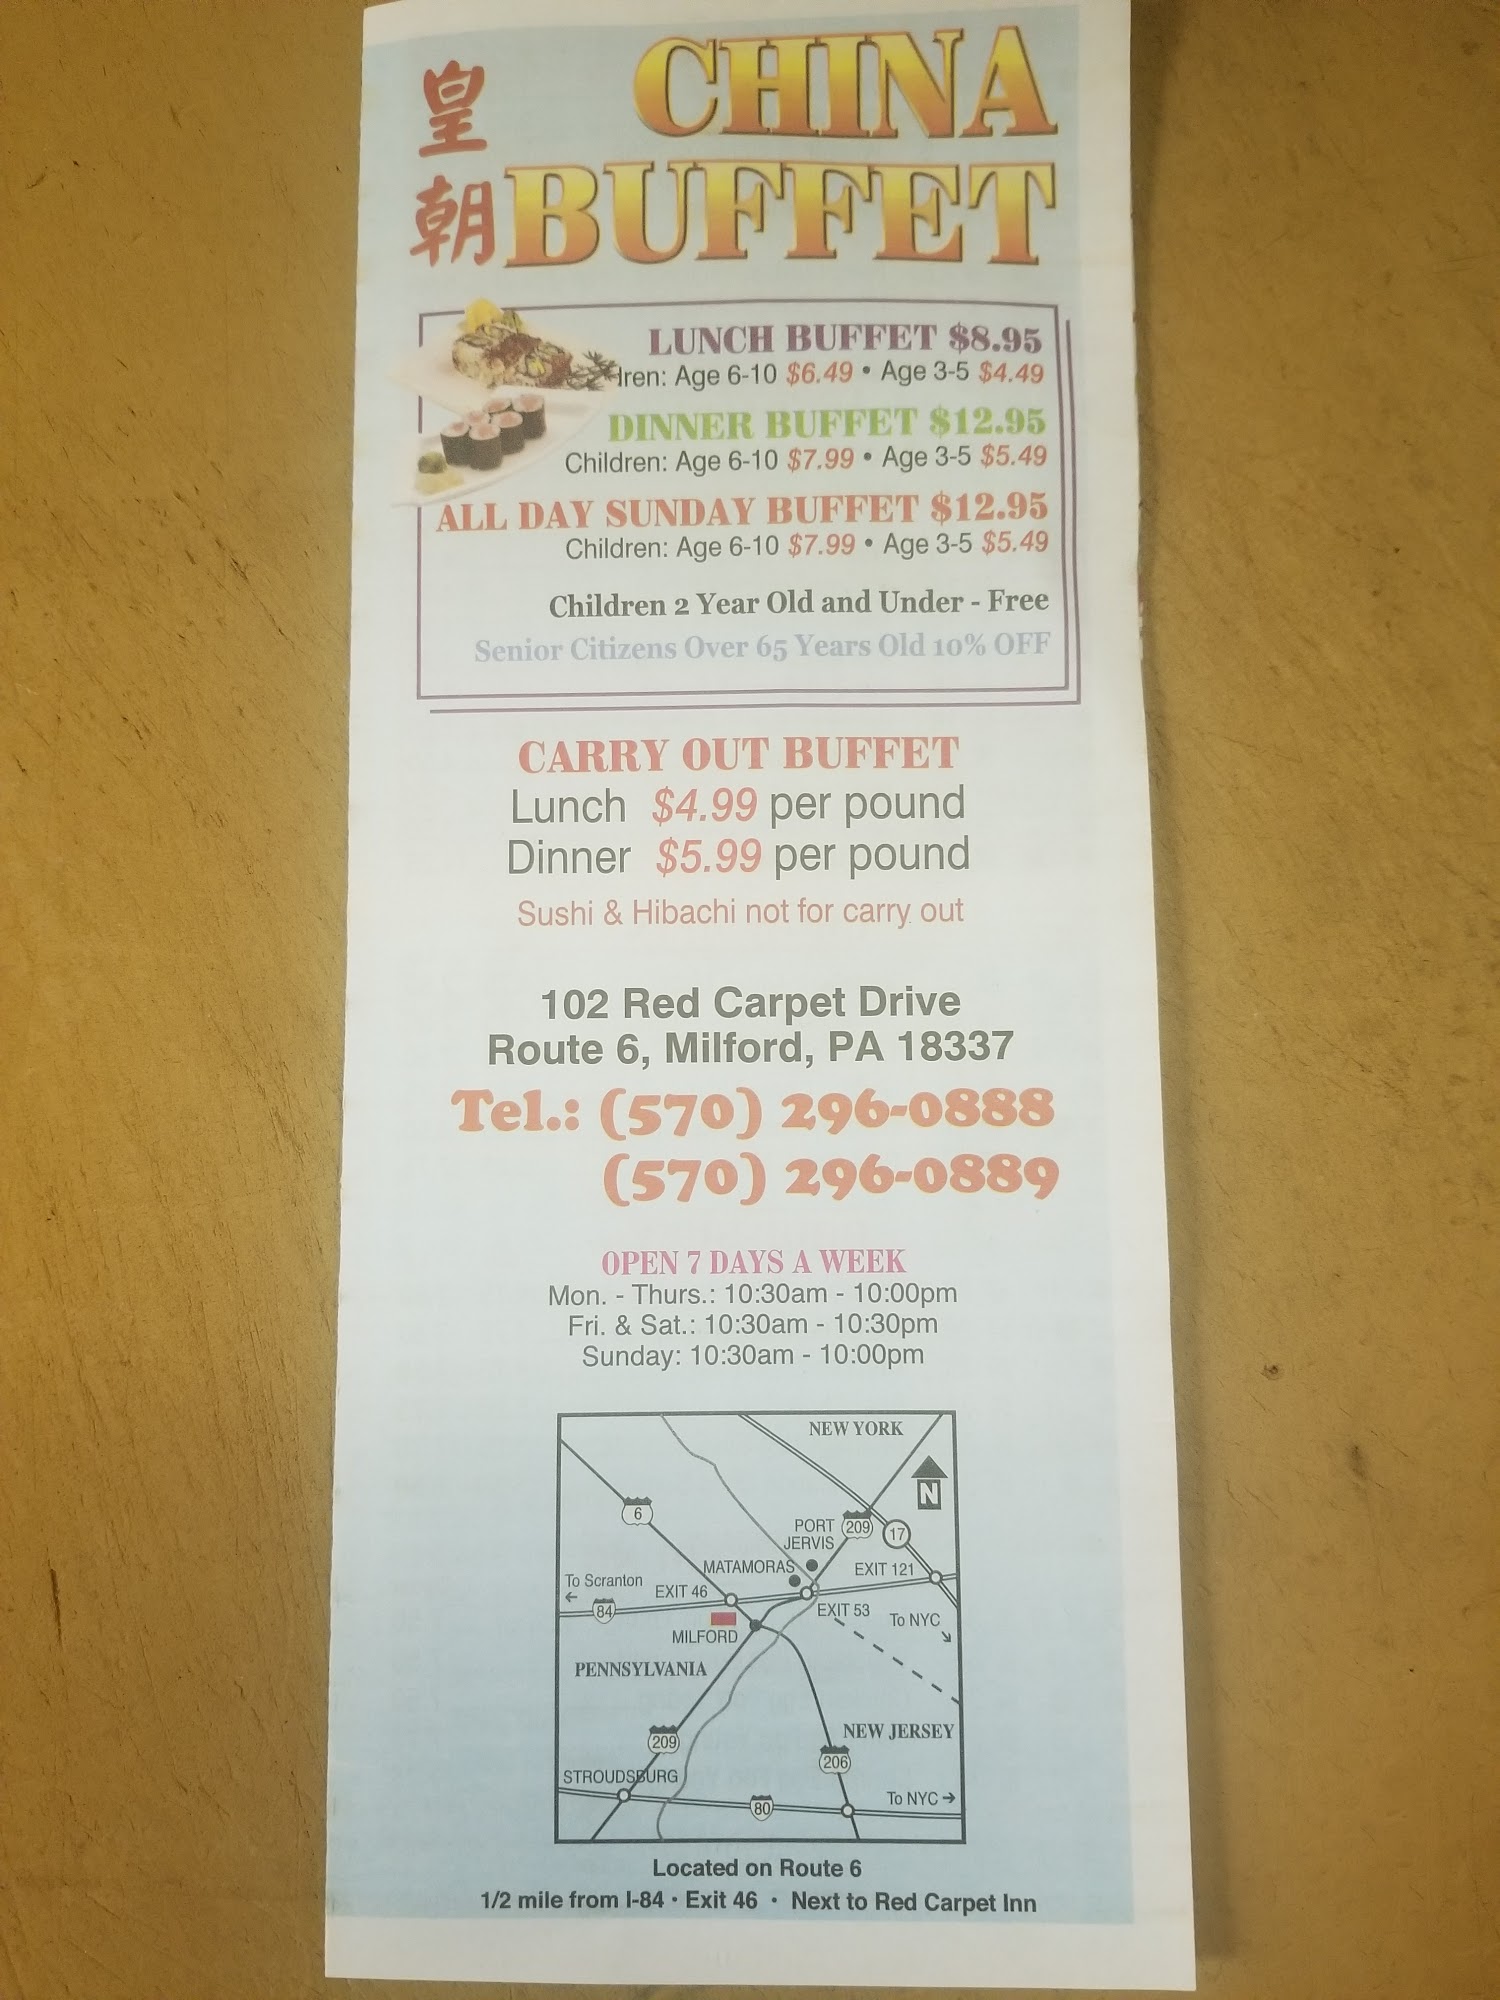 皇朝
CHINA
BUFFET
LUNCH BUFFET $8.95
dren: Age 6-10 $6.49 • Age 3-5 $4.49
DINNER BUFFET $12.95
Children: Age 6-10 $7.99 • Age 3-5 $5.49
ALL DAY SUNDAY BUFFET $12.95
Children: Age 6-10 $7.99 • Age 3-5 $5.49
Children 2 Year Old and Under - Free
Senior Citizens Over 65 Years Old 10% OFF
CARRY OUT BUFFET
Lunch $4.99 per pound
Dinner $5.99 per pound
Sushi & Hibachi not for carry out
102 Red Carpet Drive
Route 6, Milford, PA 18337
Tel.: (570) 296-0888
(570) 296-0889
OPEN 7 DAYS A WEEK
Mon. - Thurs.: 10:30am - 10:00pm
Fri. & Sat.: 10:30am - 10:30pm
Sunday: 10:30am - 10:00pm
NEW YORK
N
6
PORT
JERVIS
209
17
MATAMORAS
EXIT 121
To Scranton
EXIT 46
84
EXIT 53
To NYC
MILFORD
PENNSYLVANIA
209
NEW JERSEY
206
STROUDSBURG
80
To NYC
Located on Route 6
1/2 mile from I-84 • Exit 46 • Next to Red Carpet Inn